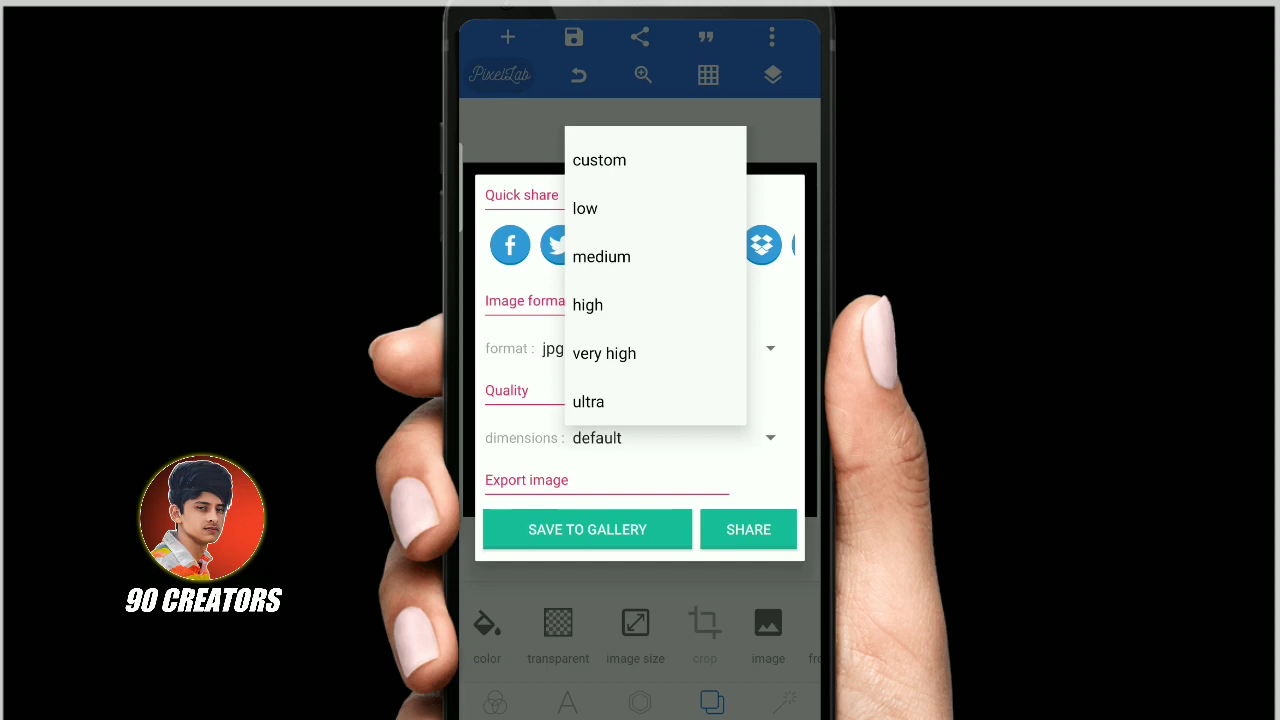 PixelLab
custom
low
medium
high
very high
ultra
Quick share
Image forma
format : jpg
Quality
dimensions : default
Export image
SAVE TO GALLERY
SHARE
90 CREATORS
color
transparent
image size
crop
image
fr